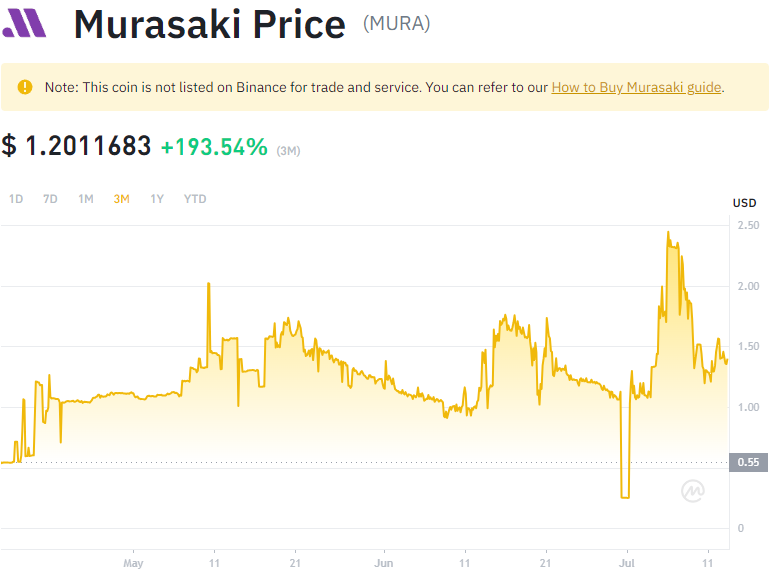 Murasaki Price (MURA)
Note: This coin is not listed on Binance for trade and service. You can refer to our How to Buy Murasaki guide.
$ 1.2011683 +193.54% (3M)
1D 7D 1M 3M 1Y YTD
USD
2.50
2.00
1.50
1.00
0.55
0
May 11 21 Jun 11 21 Jul 11